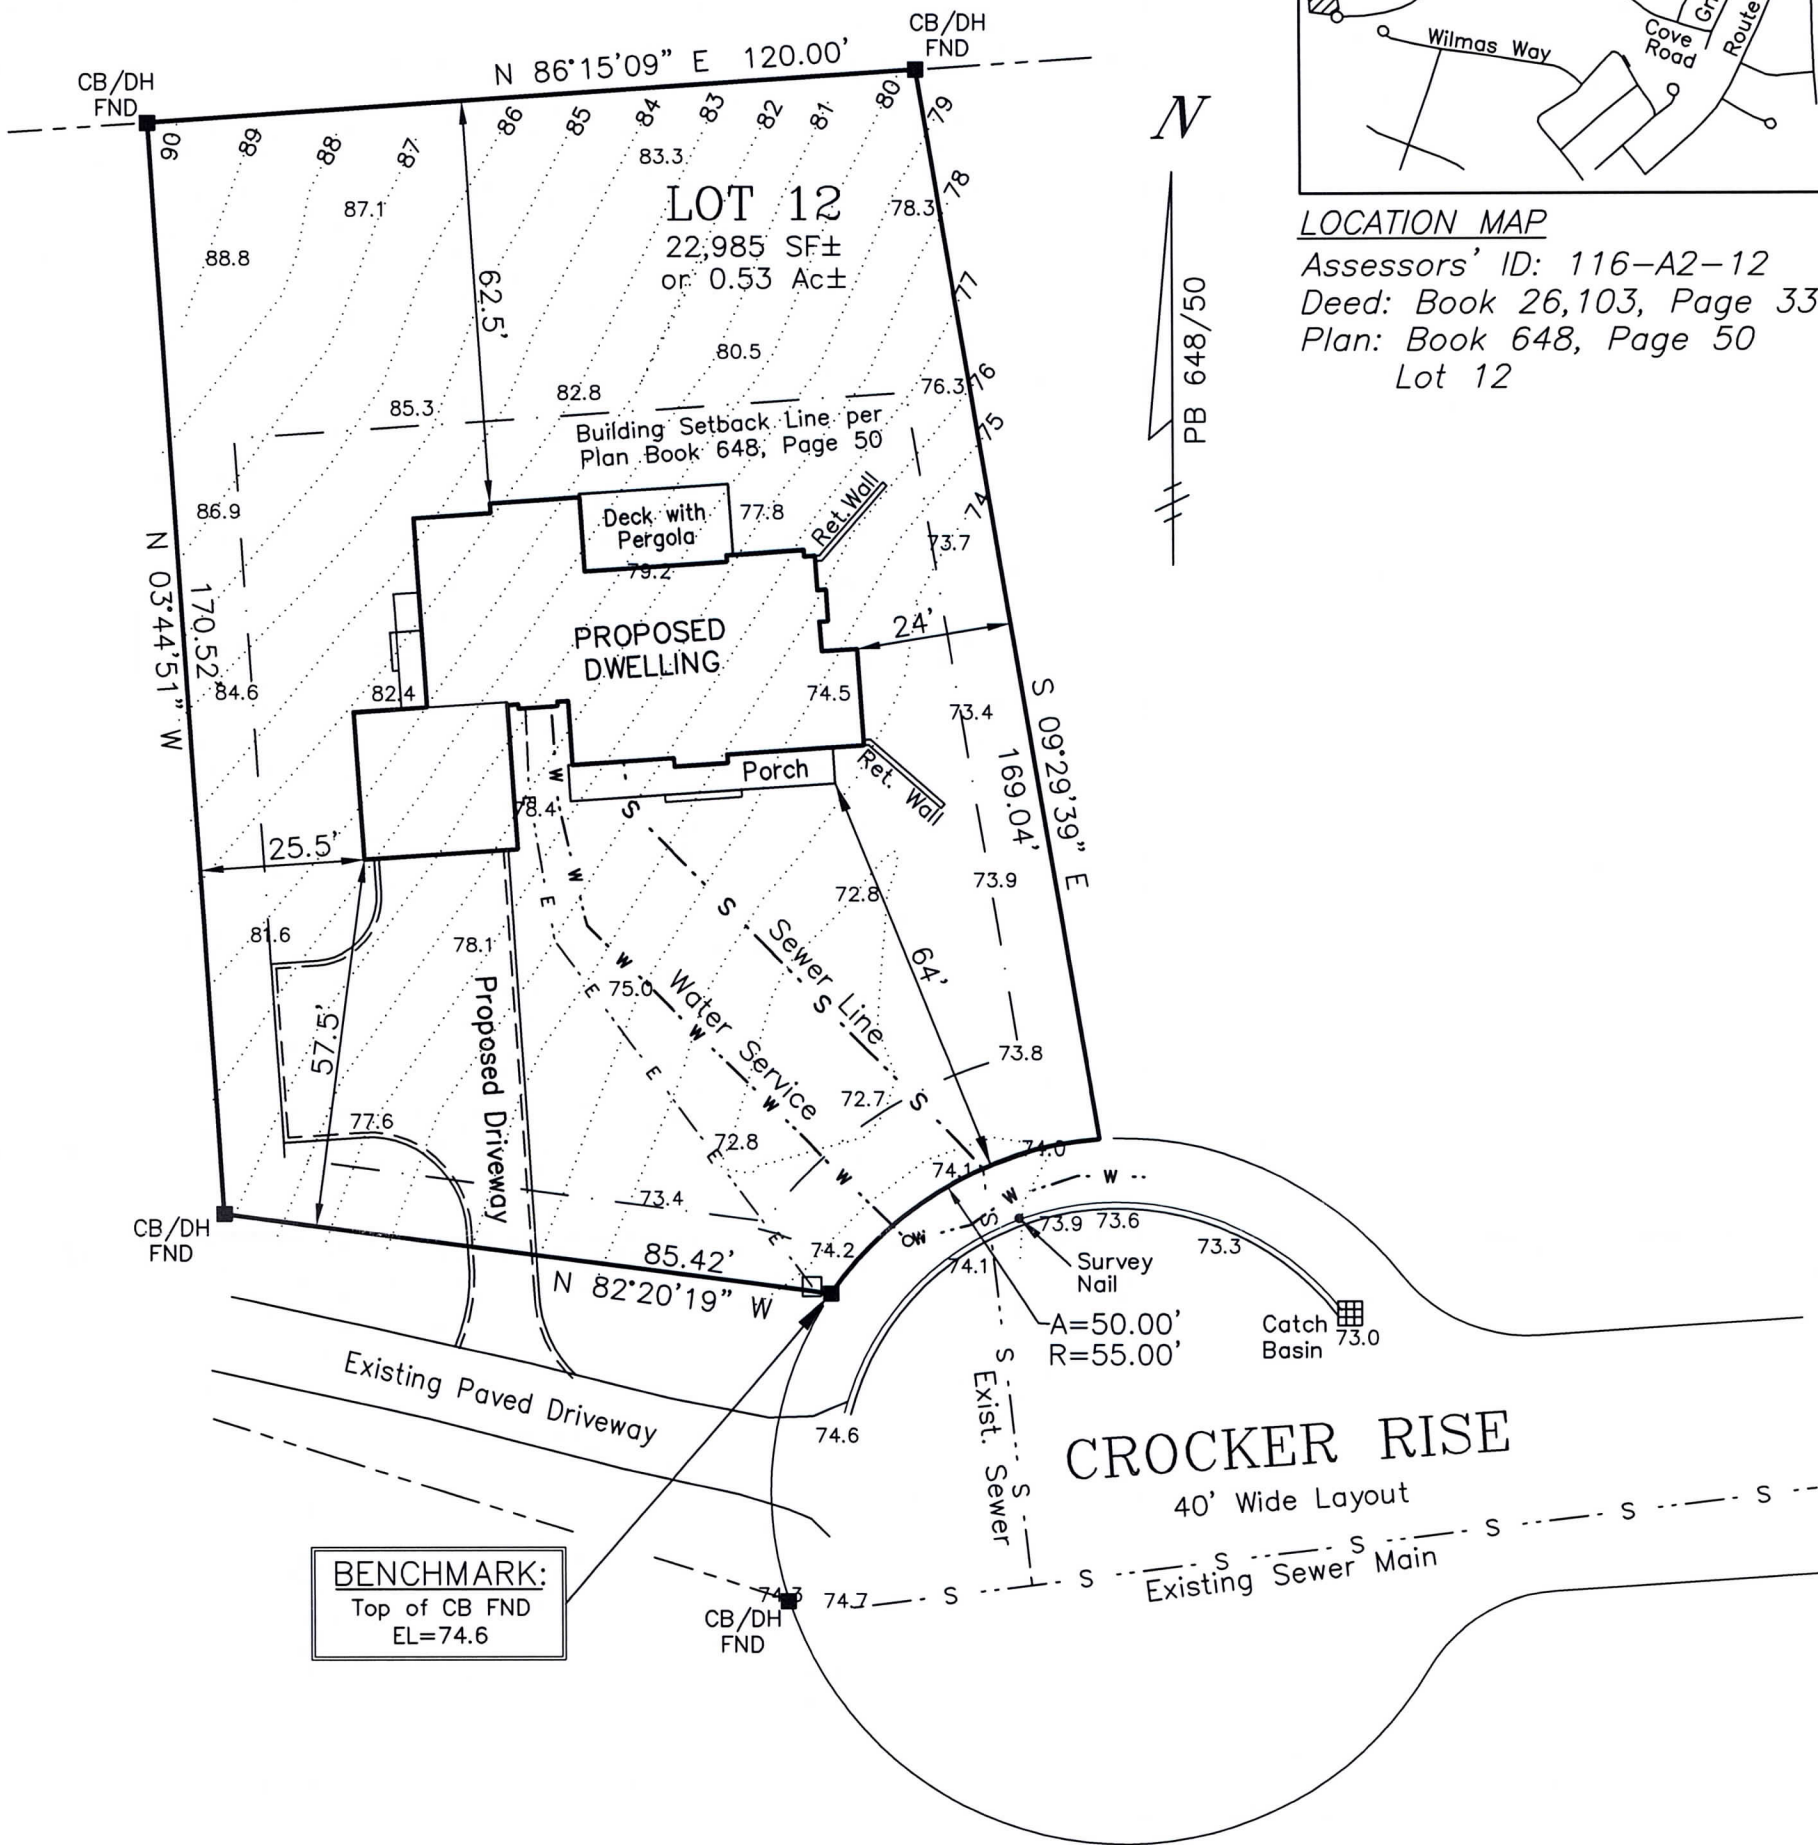 CB/DH
FND
N 86°15'09" E 120.00'
CB/DH
FND
Wilmas Way
Cove
Road
Route
N
90
89
88
87
86
85
84
83
82
81
80
79
78
77
76
75
74
83.3
87.1
88.8
78.3
LOT 12
22,985 SF±
or 0.53 Ac±
62.5'
80.5
82.8
85.3
76.3
PB 648/50
LOCATION MAP
Assessors' ID: 116-A2-12
Deed: Book 26,103, Page 33
Plan: Book 648, Page 50
Lot 12
Building Setback Line per
Plan Book 648, Page 50
86.9
Deck with
Pergola
77.8
Ret. Wall
73.7
79.2
N 03°44'51" W
170.52'
PROPOSED
DWELLING
24'
84.6
82.4
74.5
73.4
S 09°29'39" E
169.04'
Porch
Ret. Wall
78.4
25.5'
72.8
73.9
81.6
78.1
64'
57.5'
Proposed Driveway
75.0
Sewer Line
Water Service
73.8
72.7
77.6
72.8
74.0
74.1
73.4
74.2
CB/DH
FND
85.42'
N 82°20'19" W
W
W
W
W
W
W
W
W
W
E
E
E
E
E
E
S
S
S
S
S
74.1
73.9
73.6
73.3
Survey
Nail
A=50.00'
R=55.00'
Catch
Basin
73.0
Existing Paved Driveway
74.6
S
S
Exist. Sewer
CROCKER RISE
40' Wide Layout
BENCHMARK:
Top of CB FND
EL=74.6
74.7
CB/DH
FND
S
S
S
S
S
S
S
Existing Sewer Main